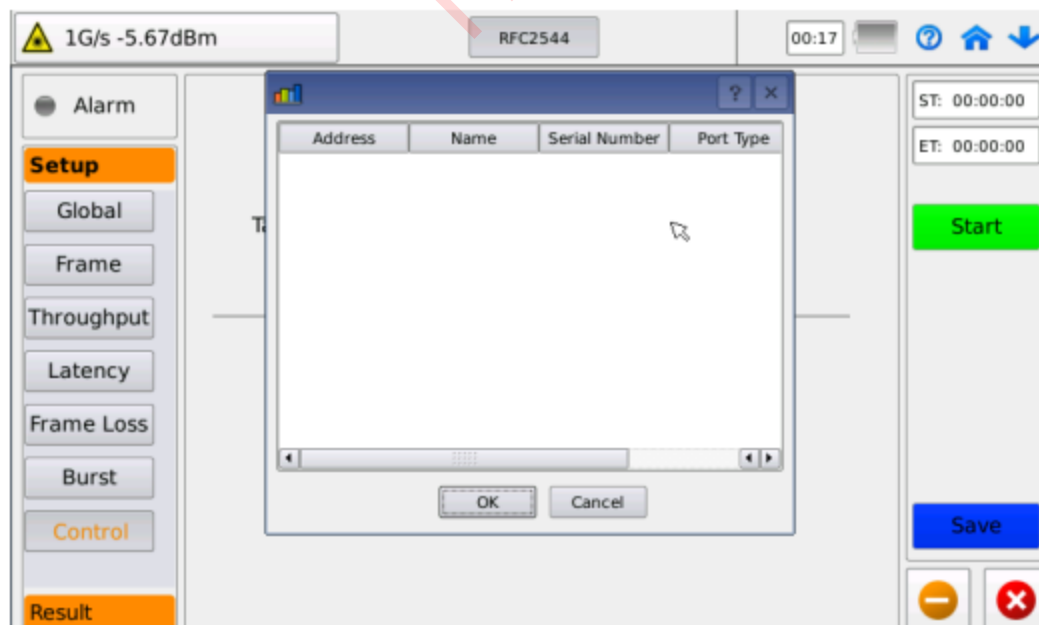 1G/s -5.67dBm
RFC2544
00:17
Alarm
Setup
Global
Frame
Throughput
Latency
Frame Loss
Burst
Control
Result
?
Address Name Serial Number Port Type
OK Cancel
ST: 00:00:00
ET: 00:00:00
Start
Save